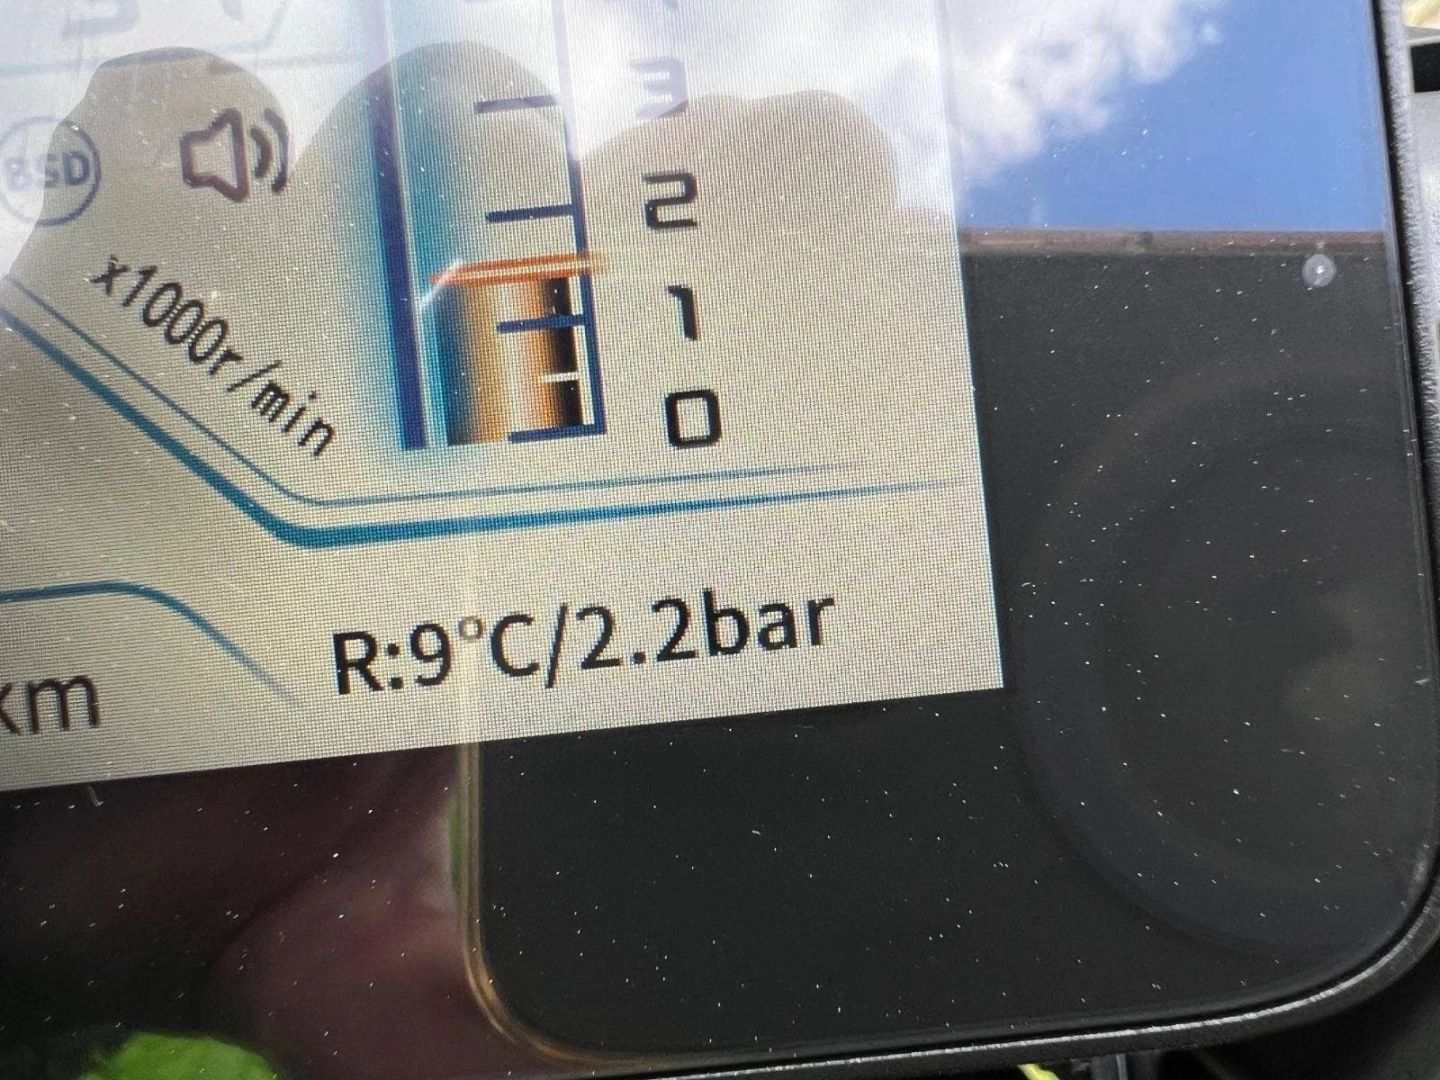 3
BSD
2
x1000r/min
1
0
R:9°C/2.2bar
km